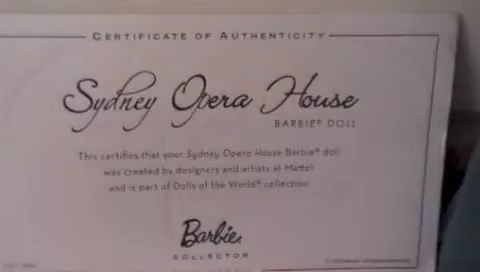 CERTIFICATE OF AUTHENTICITY
Sydney Opera House
BARBIE® DOLL
This certifies that your Sydney Opera House Barbie® doll
was created by designers and artists at Mattel
and is part of Dolls of the World® collection
Barbie
COLLECTOR